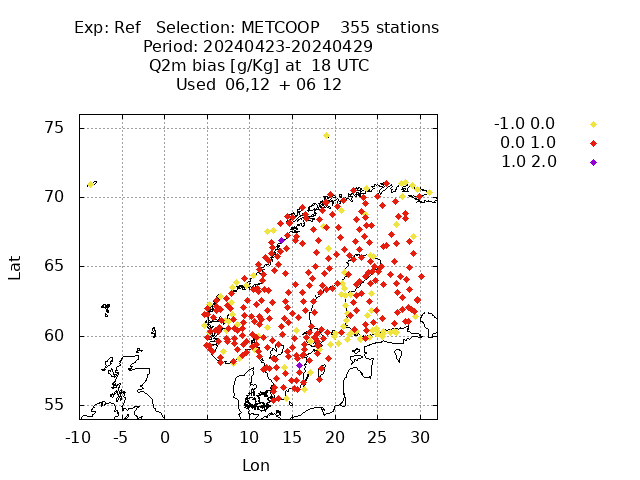 Exp: Ref   Selection: METCOOP    355 stations
Period: 20240423-20240429
Q2m bias [g/Kg] at  18 UTC
Used  06,12  + 06 12
-1.0 0.0
0.0 1.0
1.0 2.0
75
70
65
60
55
Lat
-10 -5 0 5 10 15 20 25 30
Lon